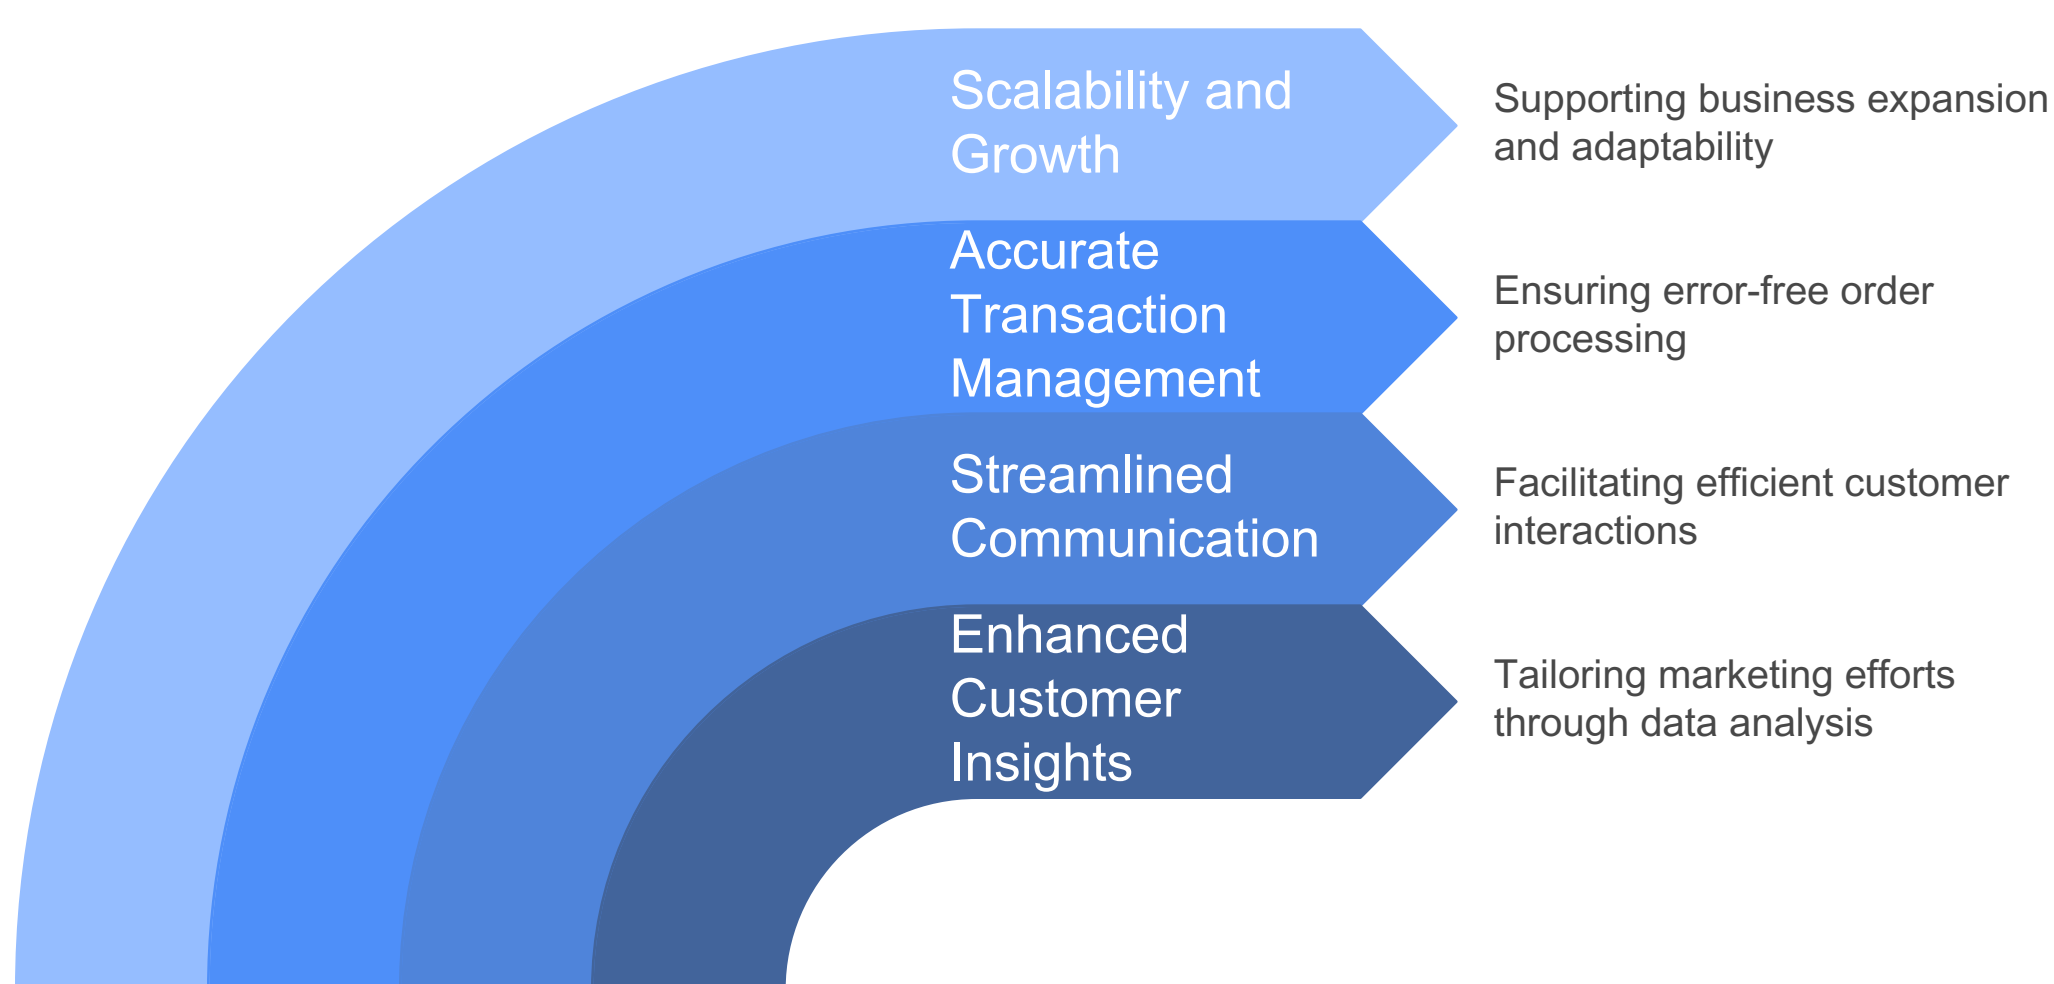 Scalability and
Growth
Supporting business expansion
and adaptability
Accurate
Transaction
Management
Ensuring error-free order
processing
Streamlined
Communication
Facilitating efficient customer
interactions
Enhanced
Customer
Insights
Tailoring marketing efforts
through data analysis